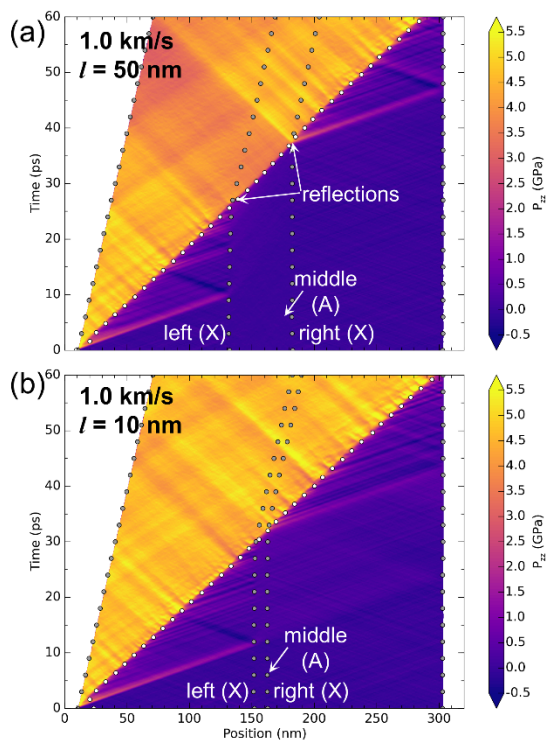 (a)
1.0 km/s
l = 50 nm
60
50
40
30
20
10
0
Time (ps)
reflections
middle
(A)
left (X)
right (X)
5.5
5.0
4.5
4.0
3.5
3.0
2.5
2.0
1.5
1.0
0.5
0.0
-0.5
Pzz (GPa)
(b)
1.0 km/s
l = 10 nm
60
50
40
30
20
10
0
Time (ps)
middle
(A)
left (X)
right (X)
0
50
100
150
200
250
300
Position (nm)
5.5
5.0
4.5
4.0
3.5
3.0
2.5
2.0
1.5
1.0
0.5
0.0
-0.5
Pzz (GPa)